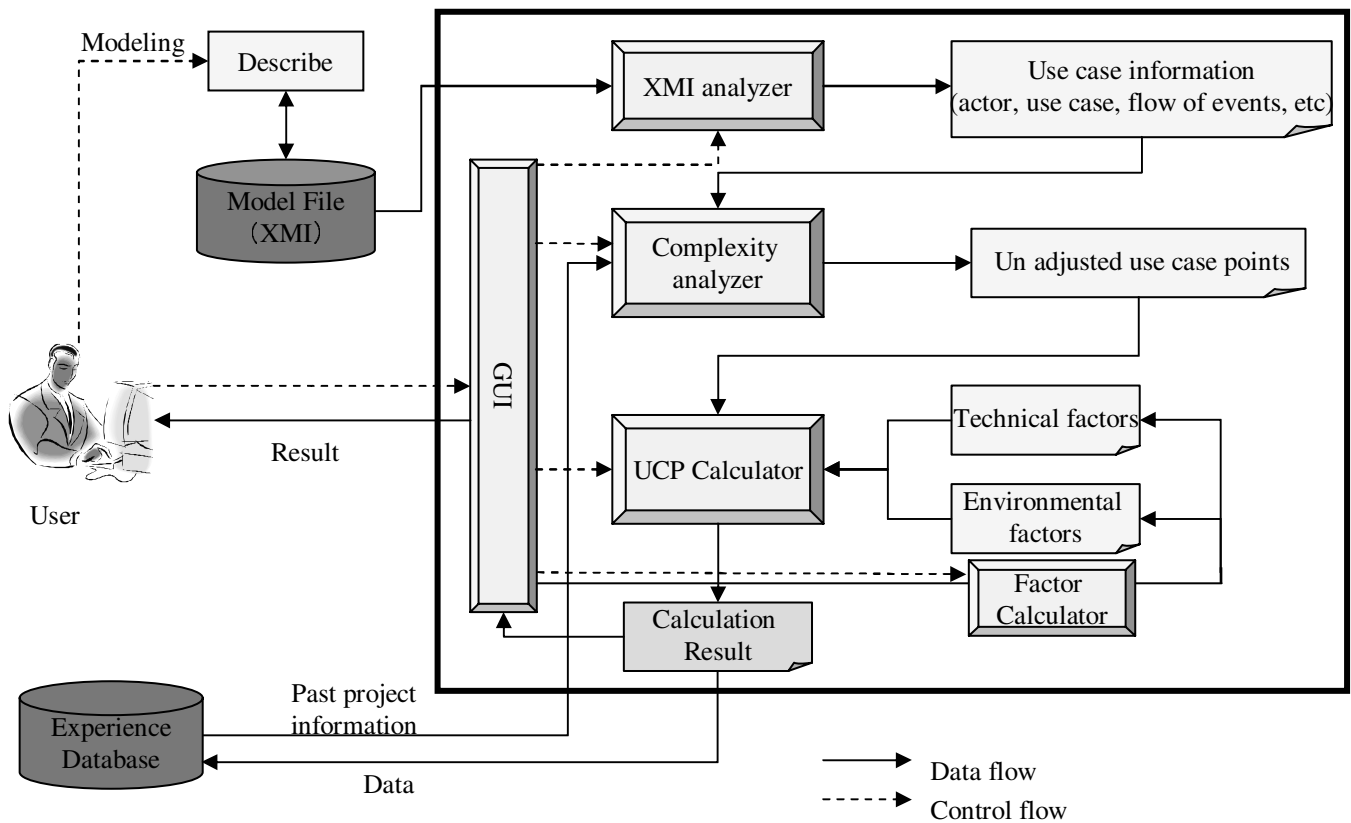 Modeling
Describe
XMI analyzer
Use case information
(actor, use case, flow of events, etc)
Model File
（XMI）
Complexity
analyzer
Un adjusted use case points
GUI
Result
User
UCP Calculator
Technical factors
Environmental
factors
Factor
Calculator
Calculation
Result
Past project
information
Experience
Database
Data
Data flow
Control flow